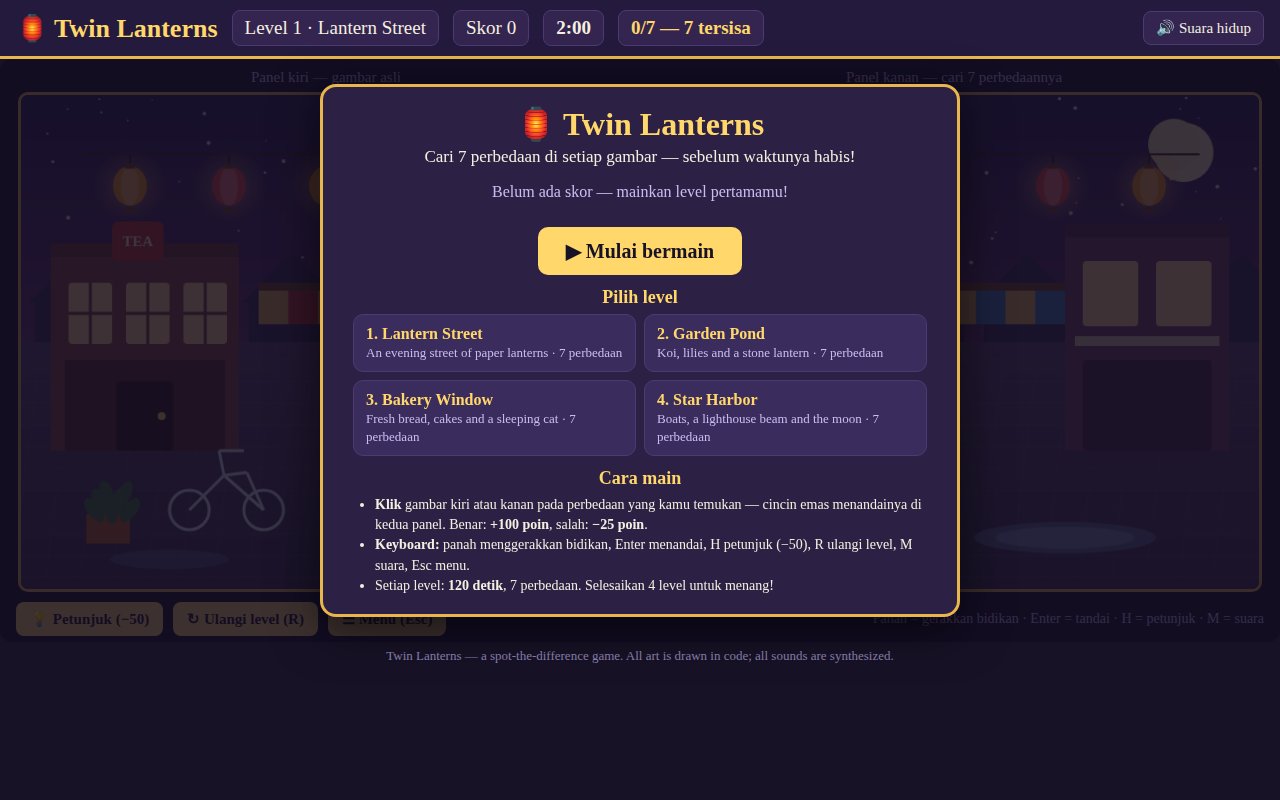 🏮 Twin Lanterns
Level 1 · Lantern Street
Skor 0
2:00
0/7 — 7 tersisa
🔊 Suara hidup
Panel kiri — gambar asli
Panel kanan — cari 7 perbedaannya
TEA
🏮 Twin Lanterns
Cari 7 perbedaan di setiap gambar — sebelum waktunya habis!
Belum ada skor — mainkan level pertamamu!
▶ Mulai bermain
Pilih level
1. Lantern Street
An evening street of paper lanterns · 7 perbedaan
2. Garden Pond
Koi, lilies and a stone lantern · 7 perbedaan
3. Bakery Window
Fresh bread, cakes and a sleeping cat · 7
perbedaan
4. Star Harbor
Boats, a lighthouse beam and the moon · 7
perbedaan
Cara main
• Klik gambar kiri atau kanan pada perbedaan yang kamu temukan — cincin emas menandainya di
kedua panel. Benar: +100 poin, salah: −25 poin.
• Keyboard: panah menggerakkan bidikan, Enter menandai, H petunjuk (−50), R ulangi level, M
suara, Esc menu.
• Setiap level: 120 detik, 7 perbedaan. Selesaikan 4 level untuk menang!
💡 Petunjuk (−50)
↻ Ulangi level (R)
☰ Menu (Esc)
Panah = gerakkan bidikan · Enter = tandai · H = petunjuk · M = suara
Twin Lanterns — a spot-the-difference game. All art is drawn in code; all sounds are synthesized.